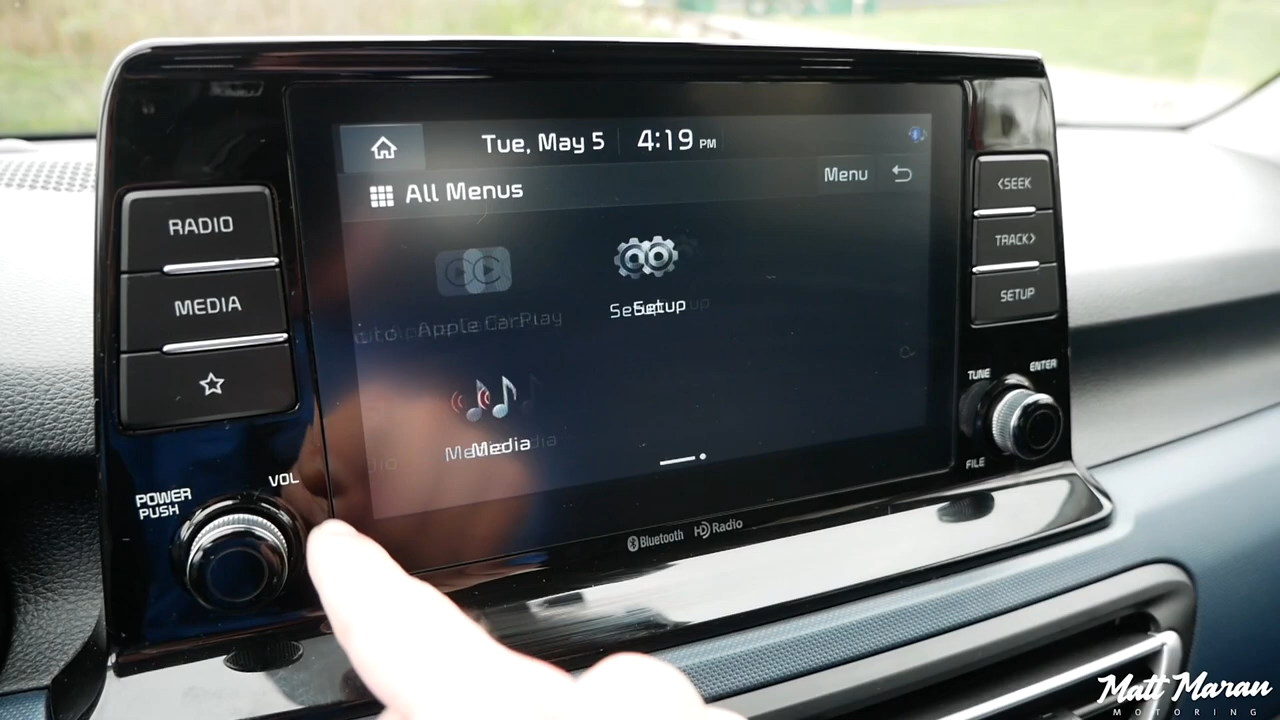 Tue, May 5 4:19 PM
All Menus
Menu
Apple CarPlay
Setup
Media
RADIO
MEDIA
POWER
PUSH
VOL
<SEEK
TRACK>
SETUP
TUNE
ENTER
FILE
Bluetooth HD Radio
Matt Maran
MOTORING